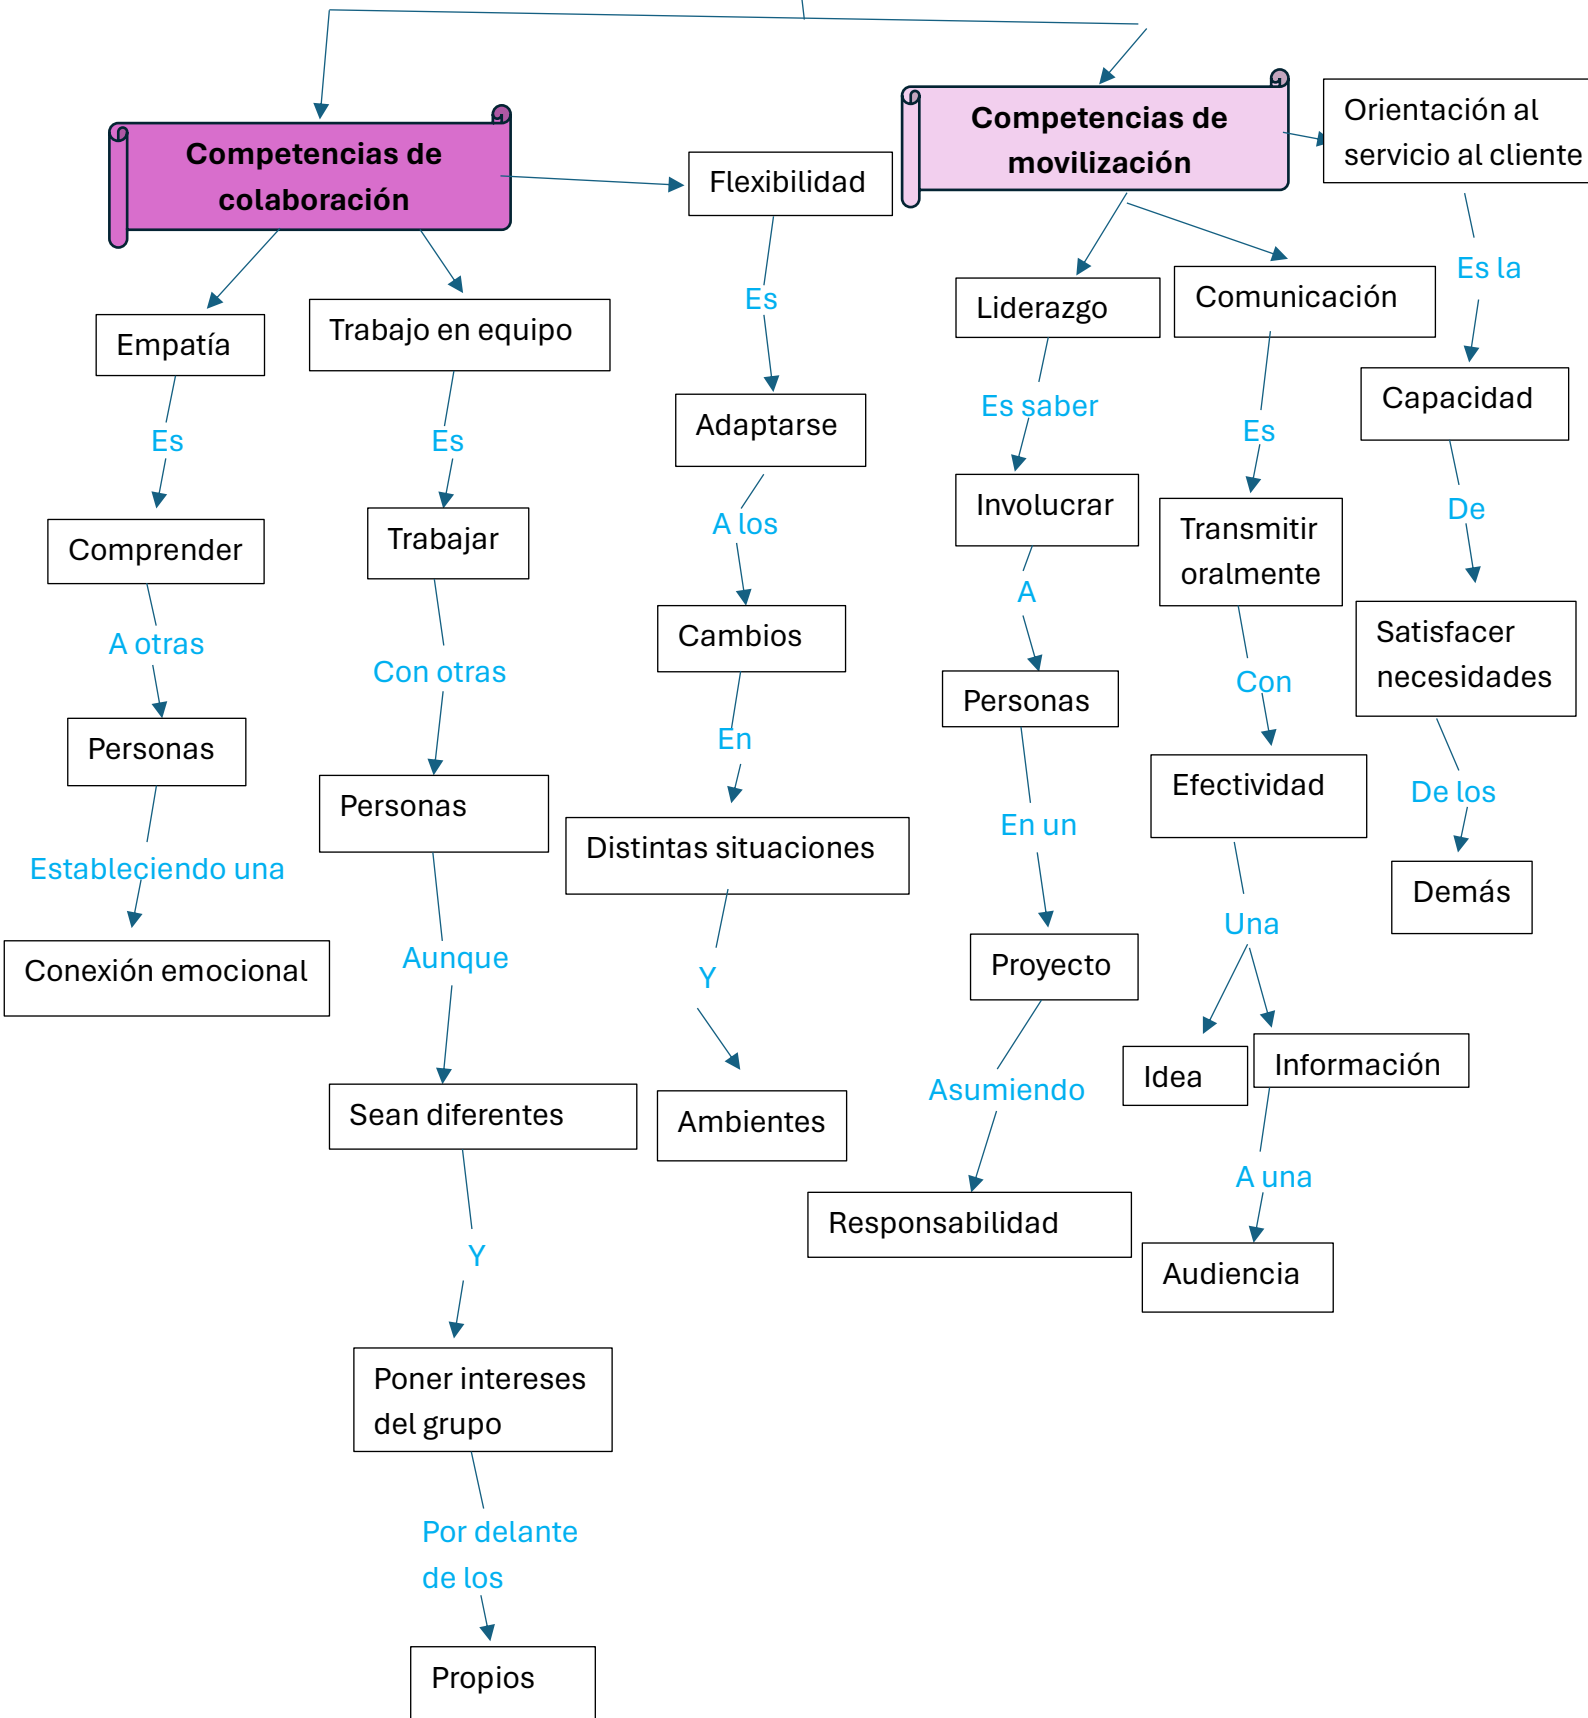 Competencias de
colaboración
Flexibilidad
Es
Adaptarse
A los
Cambios
En
Distintas situaciones
Y
Ambientes
Empatía
Es
Comprender
A otras
Personas
Estableciendo una
Conexión emocional
Trabajo en equipo
Es
Trabajar
Con otras
Personas
Aunque
Sean diferentes
Y
Poner intereses
del grupo
Por delante
de los
Propios
Competencias de
movilización
Orientación al
servicio al cliente
Es la
Capacidad
De
Satisfacer
necesidades
De los
Demás
Liderazgo
Es saber
Involucrar
A
Personas
En un
Proyecto
Asumiendo
Responsabilidad
Comunicación
Es
Transmitir
oralmente
Con
Efectividad
Una
Idea
Información
A una
Audiencia